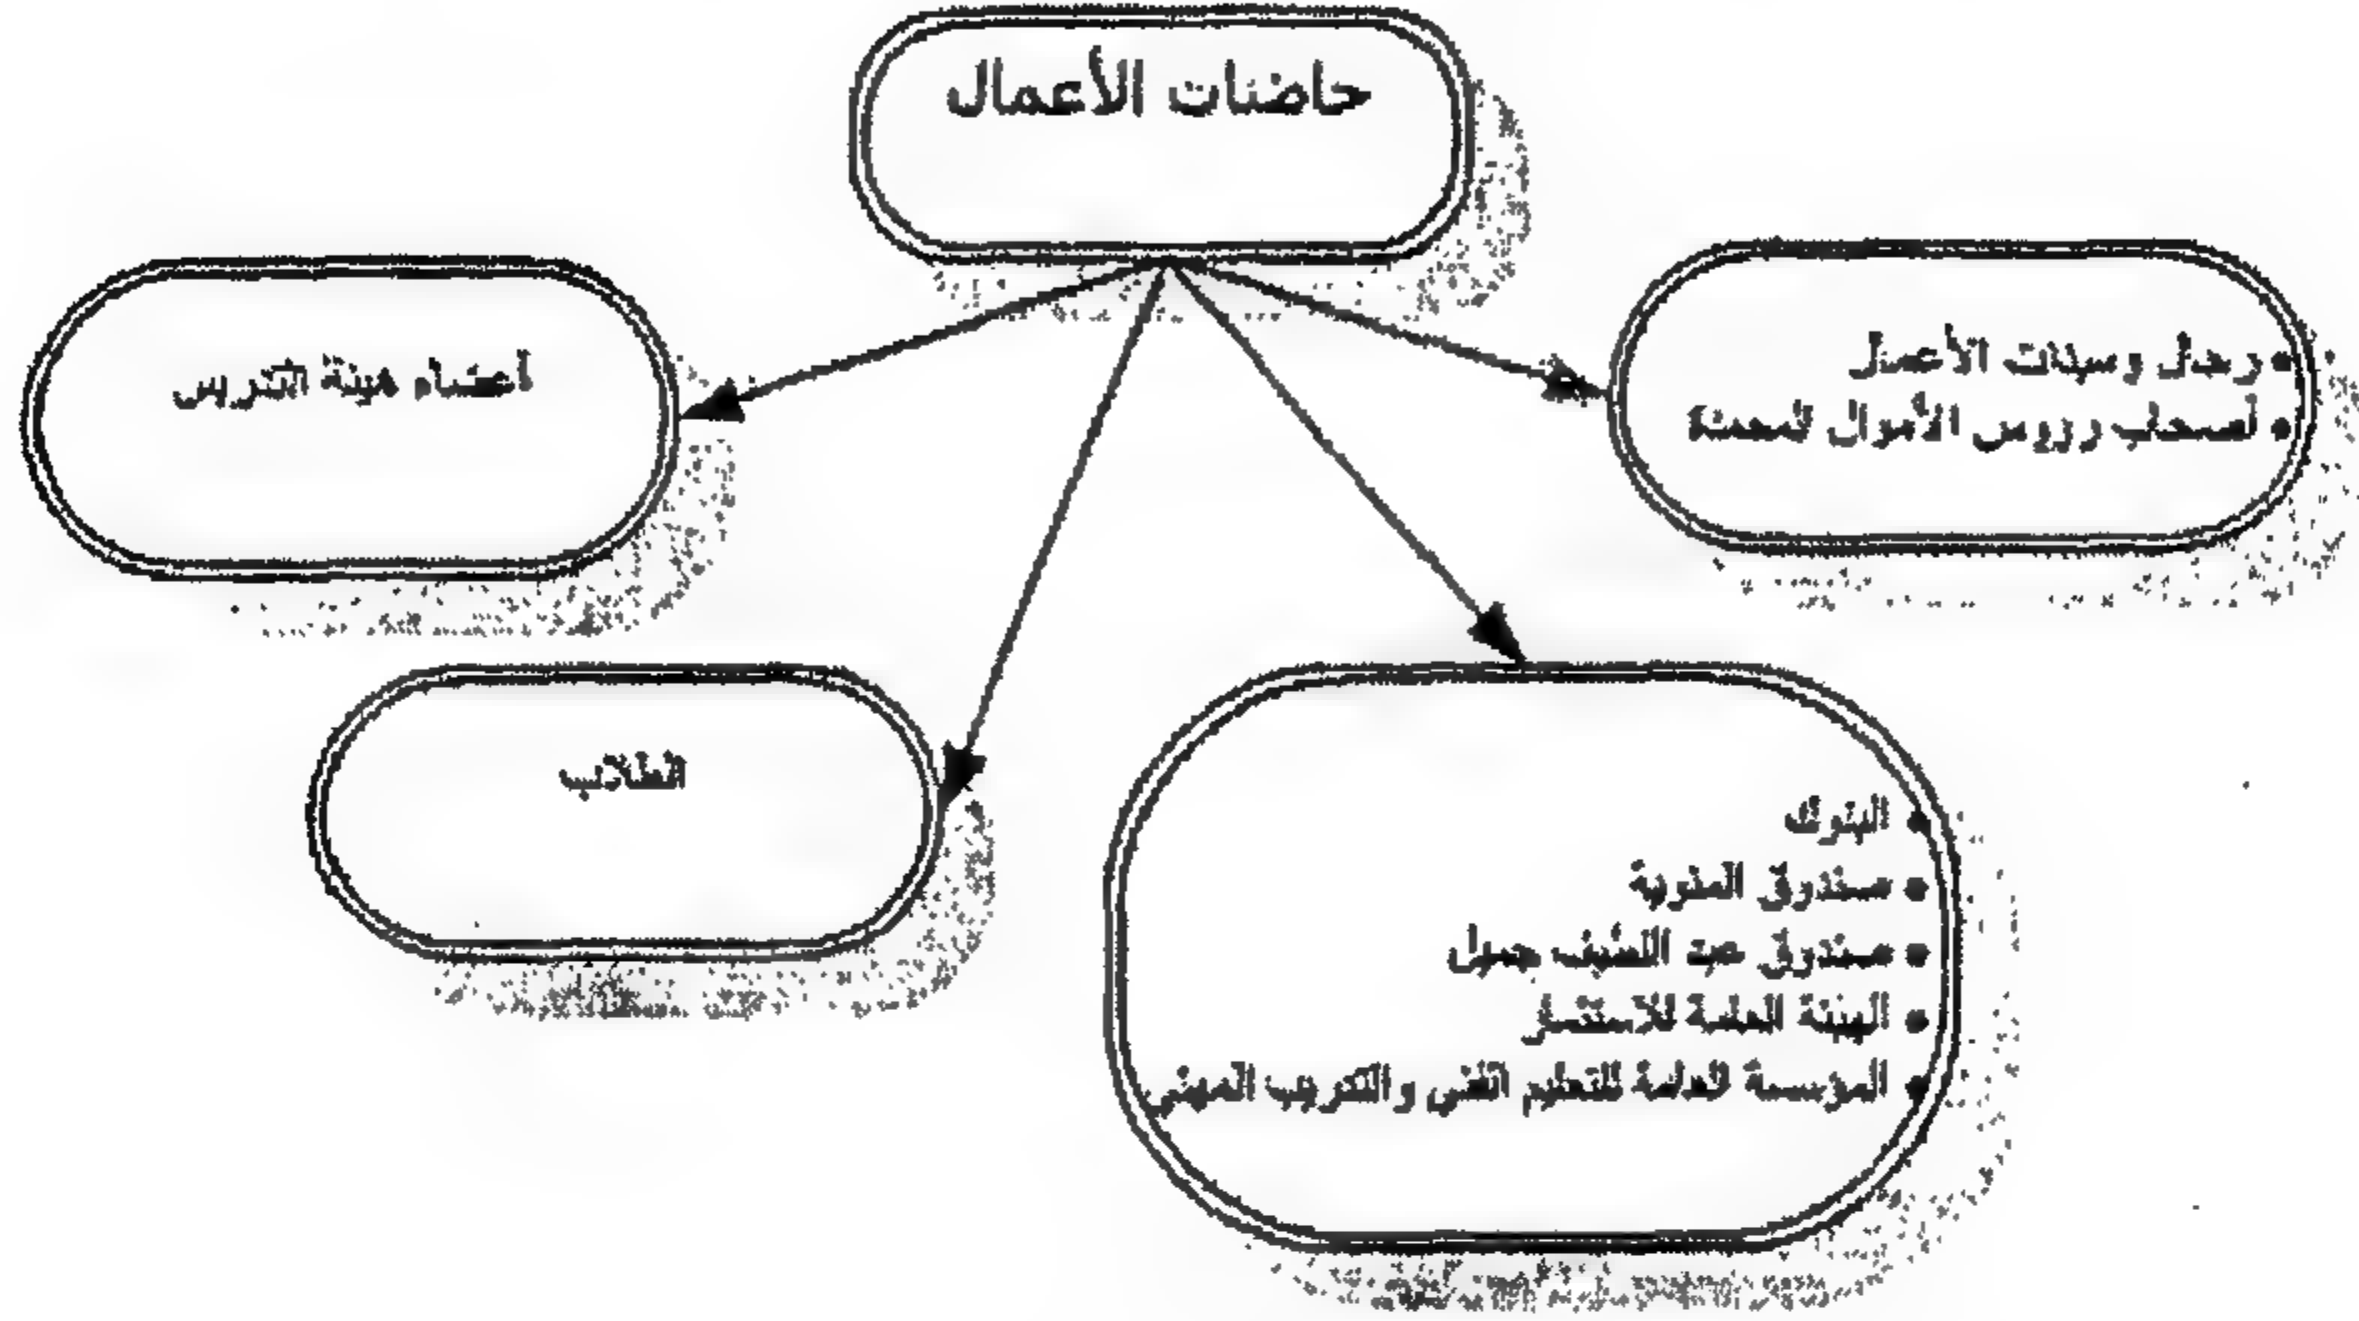 حاضنات الأعمال
• رجال وسيدات الأعمال
• أصحاب رؤوس الأموال
أعضاء هيئة التدريس
الطلاب
• البنوك
• صندوق المئوية
• صندوق عبد اللطيف جميل
• الهيئة العامة للاستثمار
• المؤسسة العامة للتعليم الفني والتدريب المهني